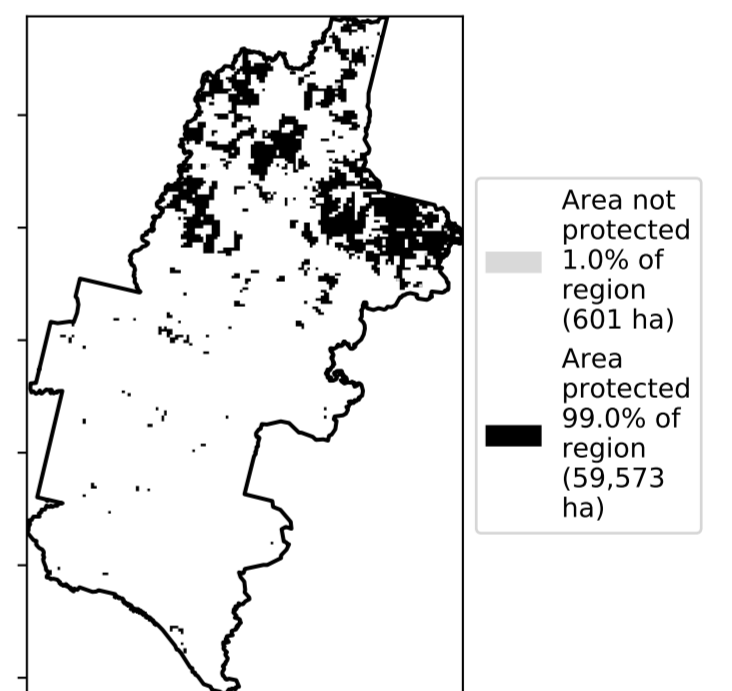 Area not
protected
1.0% of
region
(601 ha)
Area
protected
99.0% of
region
(59,573
ha)